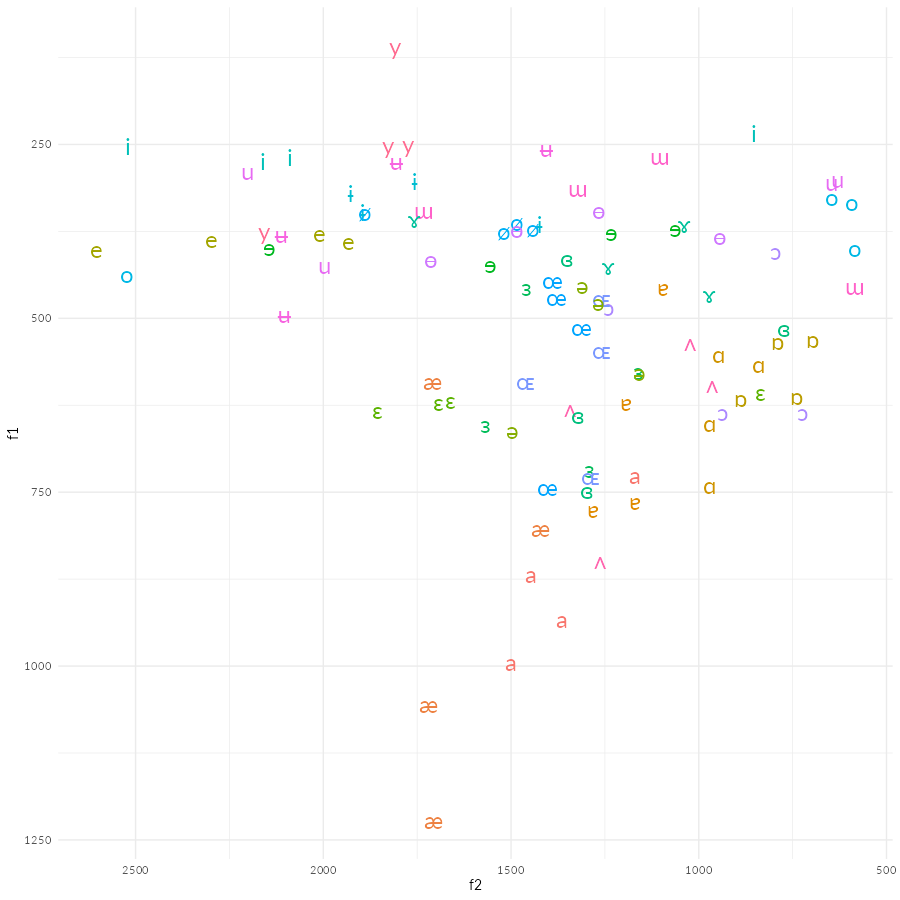 y
i
250
i
y
y
ʉ
i
i
ʉ
ɯ
u
ɨ
u
u
ɨ
ɯ
o
o
ɨ
ø
ɯ
ɵ
ɤ
ø
ɨ
ɤ
y
ʉ
e
ø
ɵ
ø
ɘ
ɘ
ɵ
e
e
e
ɘ
ɔ
o
ɵ
u
ɘ
ɞ
ɤ
o
œ
ɜ
ə
ɐ
ɯ
œ
ɶ
ə
ɔ
ɤ
500
ʉ
œ
ɞ
ʌ
ɒ
ɒ
ɶ
ɑ
ɑ
ə
æ
ɶ
ʌ
ɛ
ɛ
ɛ
ɛ
ʌ
ɐ
ɒ
ɒ
ɞ
ɔ
ɔ
ɜ
ə
ɑ
f1
ɜ
ɶ
a
750
œ
ɞ
ɑ
ɐ
ɐ
æ
ʌ
a
a
1000
a
æ
æ
1250
2500 2000 1500 1000 500
f2